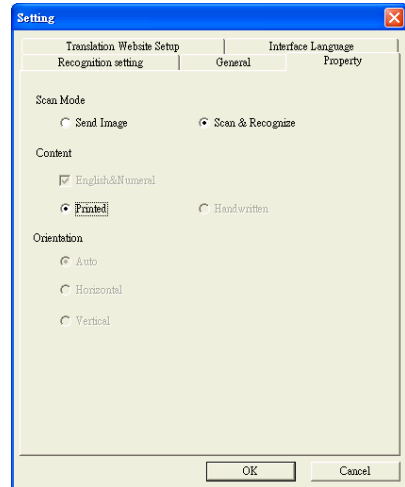 Setting
Translation Website Setup Interface Language
Recognition setting General Property
Scan Mode
Send Image Scan & Recognize
Content
English&Numeral
Printed Handwritten
Orientation
Auto
Horizontal
Vertical
OK Cancel